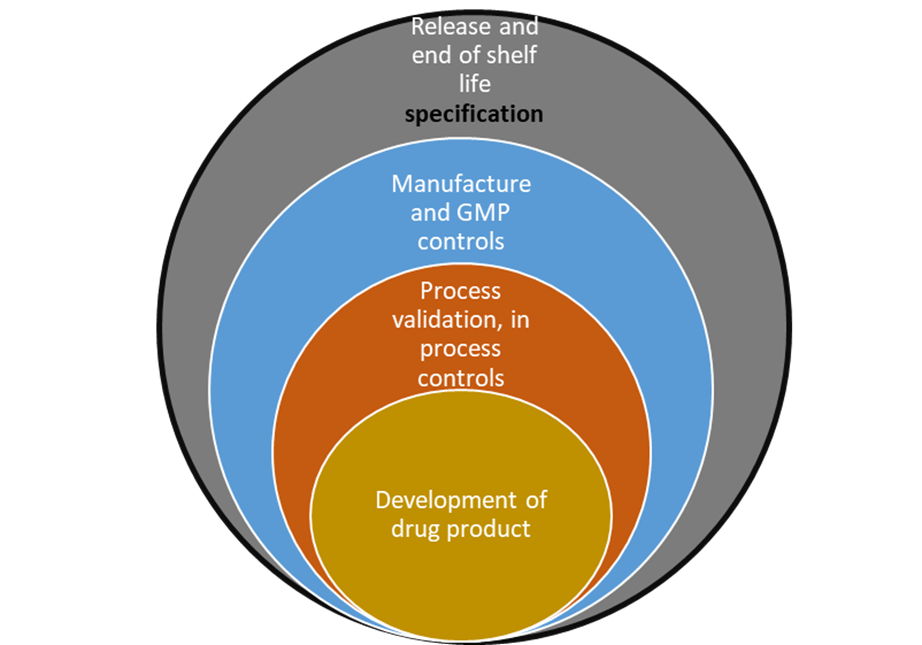 Release and
end of shelf
life
specification
Manufacture
and GMP
controls
Process
validation, in
process
controls
Development of
drug product